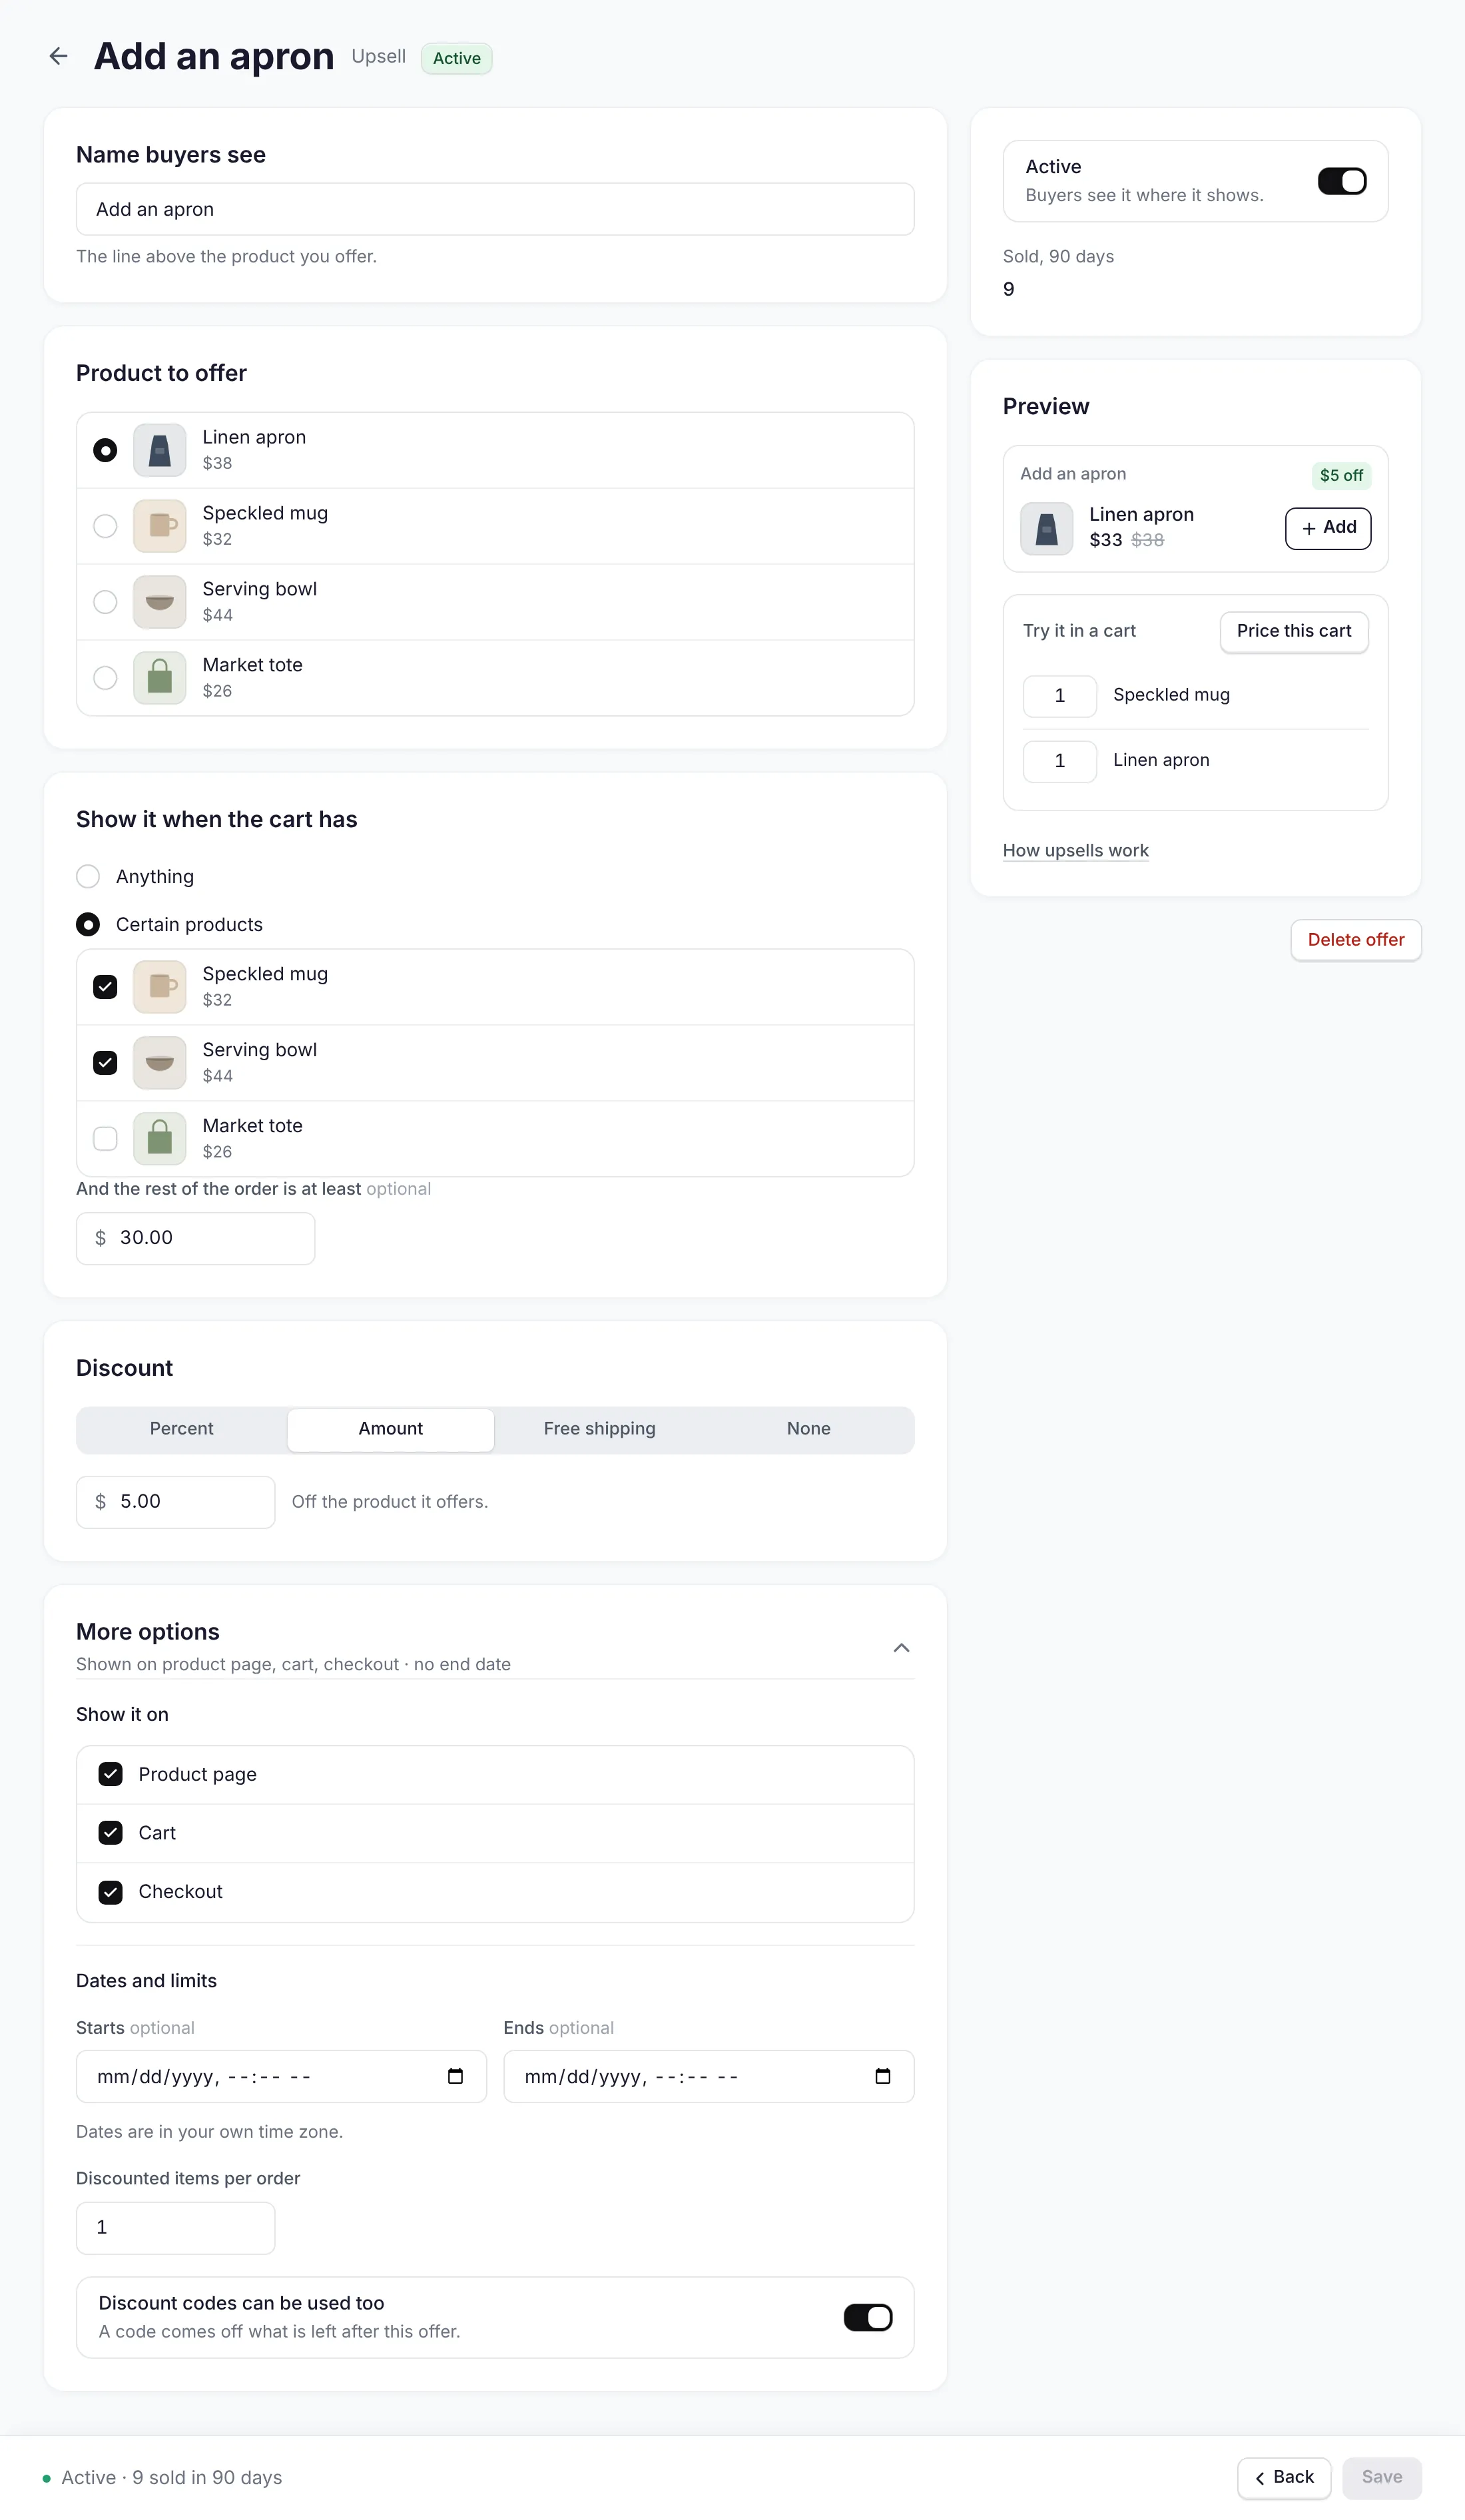 Add an apron Upsell Active
Name buyers see
Add an apron
The line above the product you offer.
Product to offer
Linen apron
$38
Speckled mug
$32
Serving bowl
$44
Market tote
$26
Show it when the cart has
Anything
Certain products
Speckled mug
$32
Serving bowl
$44
Market tote
$26
And the rest of the order is at least optional
$ 30.00
Discount
Percent Amount Free shipping None
$ 5.00 Off the product it offers.
More options
Shown on product page, cart, checkout · no end date
Show it on
Product page
Cart
Checkout
Dates and limits
Starts optional Ends optional
mm/dd/yyyy, --:-- -- mm/dd/yyyy, --:-- --
Dates are in your own time zone.
Discounted items per order
1
Discount codes can be used too
A code comes off what is left after this offer.
Active
Buyers see it where it shows.
Sold, 90 days
9
Preview
Add an apron $5 off
Linen apron
$33 $38
+ Add
Try it in a cart Price this cart
1 Speckled mug
1 Linen apron
How upsells work
Delete offer
Active · 9 sold in 90 days Back Save